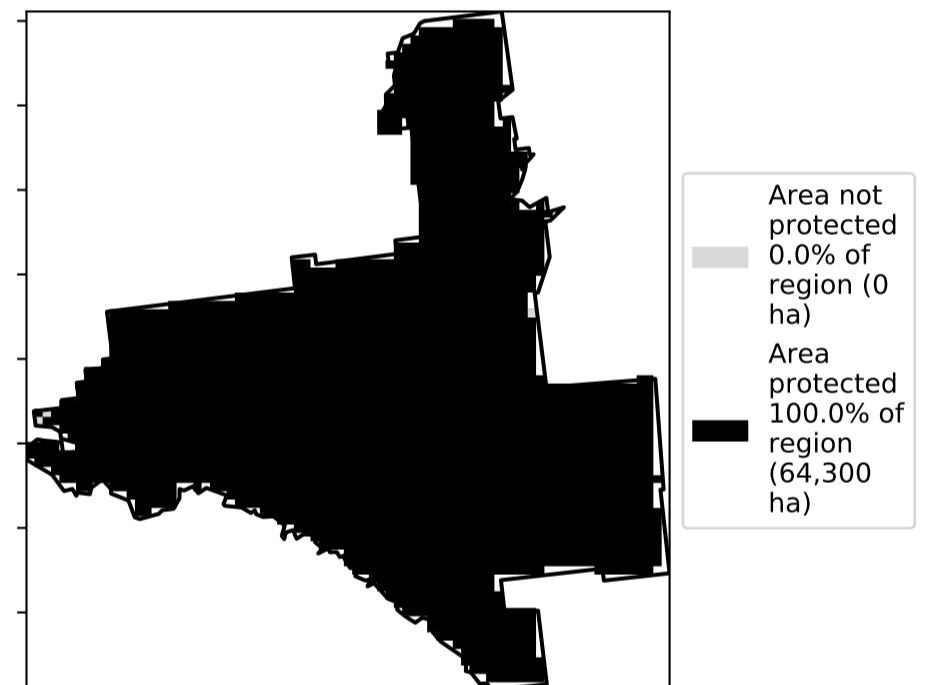 Area not
protected
0.0% of
region (0
ha)
Area
protected
100.0% of
region
(64,300
ha)